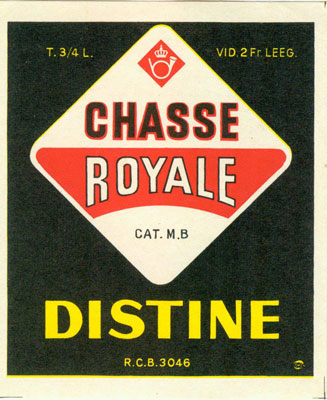 T. 3/4 L. VID. 2 Fr. LEEG.
CHASSE
ROYALE
CAT. M.B
DISTINE
R.C.B. 3046